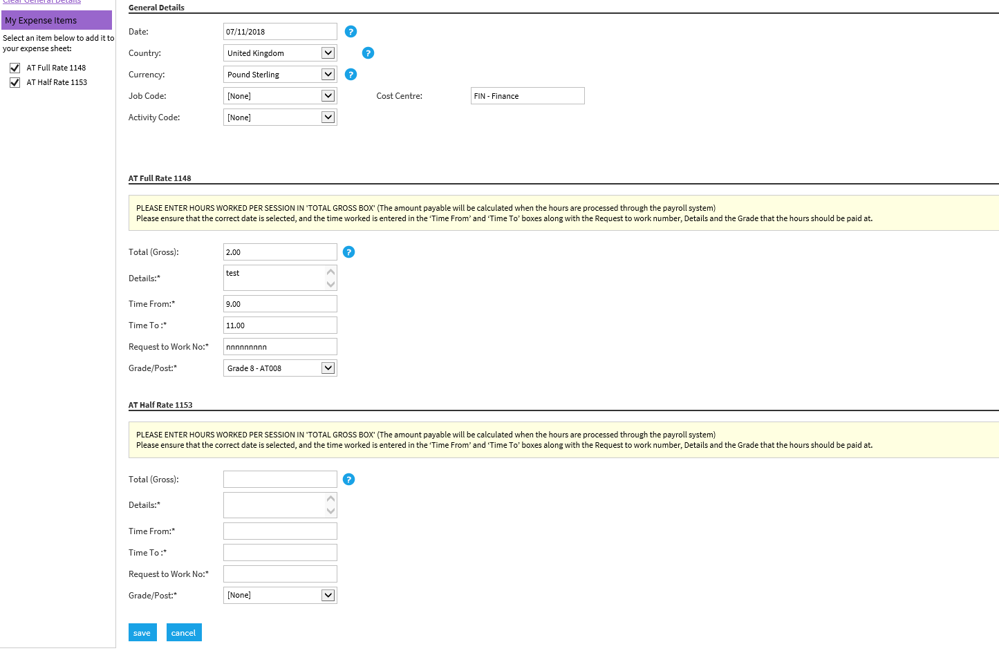 Clear General Details
My Expense Items
Select an item below to add it to
your expense sheet:
AT Full Rate 1148
AT Half Rate 1153
General Details
Date: 07/11/2018 ?
Country: United Kingdom ?
Currency: Pound Sterling ?
Job Code: [None] Cost Centre: FIN - Finance
Activity Code: [None]
AT Full Rate 1148
PLEASE ENTER HOURS WORKED PER SESSION IN 'TOTAL GROSS BOX' (The amount payable will be calculated when the hours are processed through the payroll system)
Please ensure that the correct date is selected, and the time worked is entered in the ‘Time From’ and ‘Time To’ boxes along with the Request to work number, Details and the Grade that the hours should be paid at.
Total (Gross): 2.00 ?
Details:* test
Time From:* 9.00
Time To :* 11.00
Request to Work No:* nnnnnnnnn
Grade/Post:* Grade 8 - AT008
AT Half Rate 1153
PLEASE ENTER HOURS WORKED PER SESSION IN 'TOTAL GROSS BOX' (The amount payable will be calculated when the hours are processed through the payroll system)
Please ensure that the correct date is selected, and the time worked is entered in the ‘Time From’ and ‘Time To’ boxes along with the Request to work number, Details and the Grade that the hours should be paid at.
Total (Gross): ?
Details:*
Time From:*
Time To :*
Request to Work No:*
Grade/Post:* [None]
save cancel